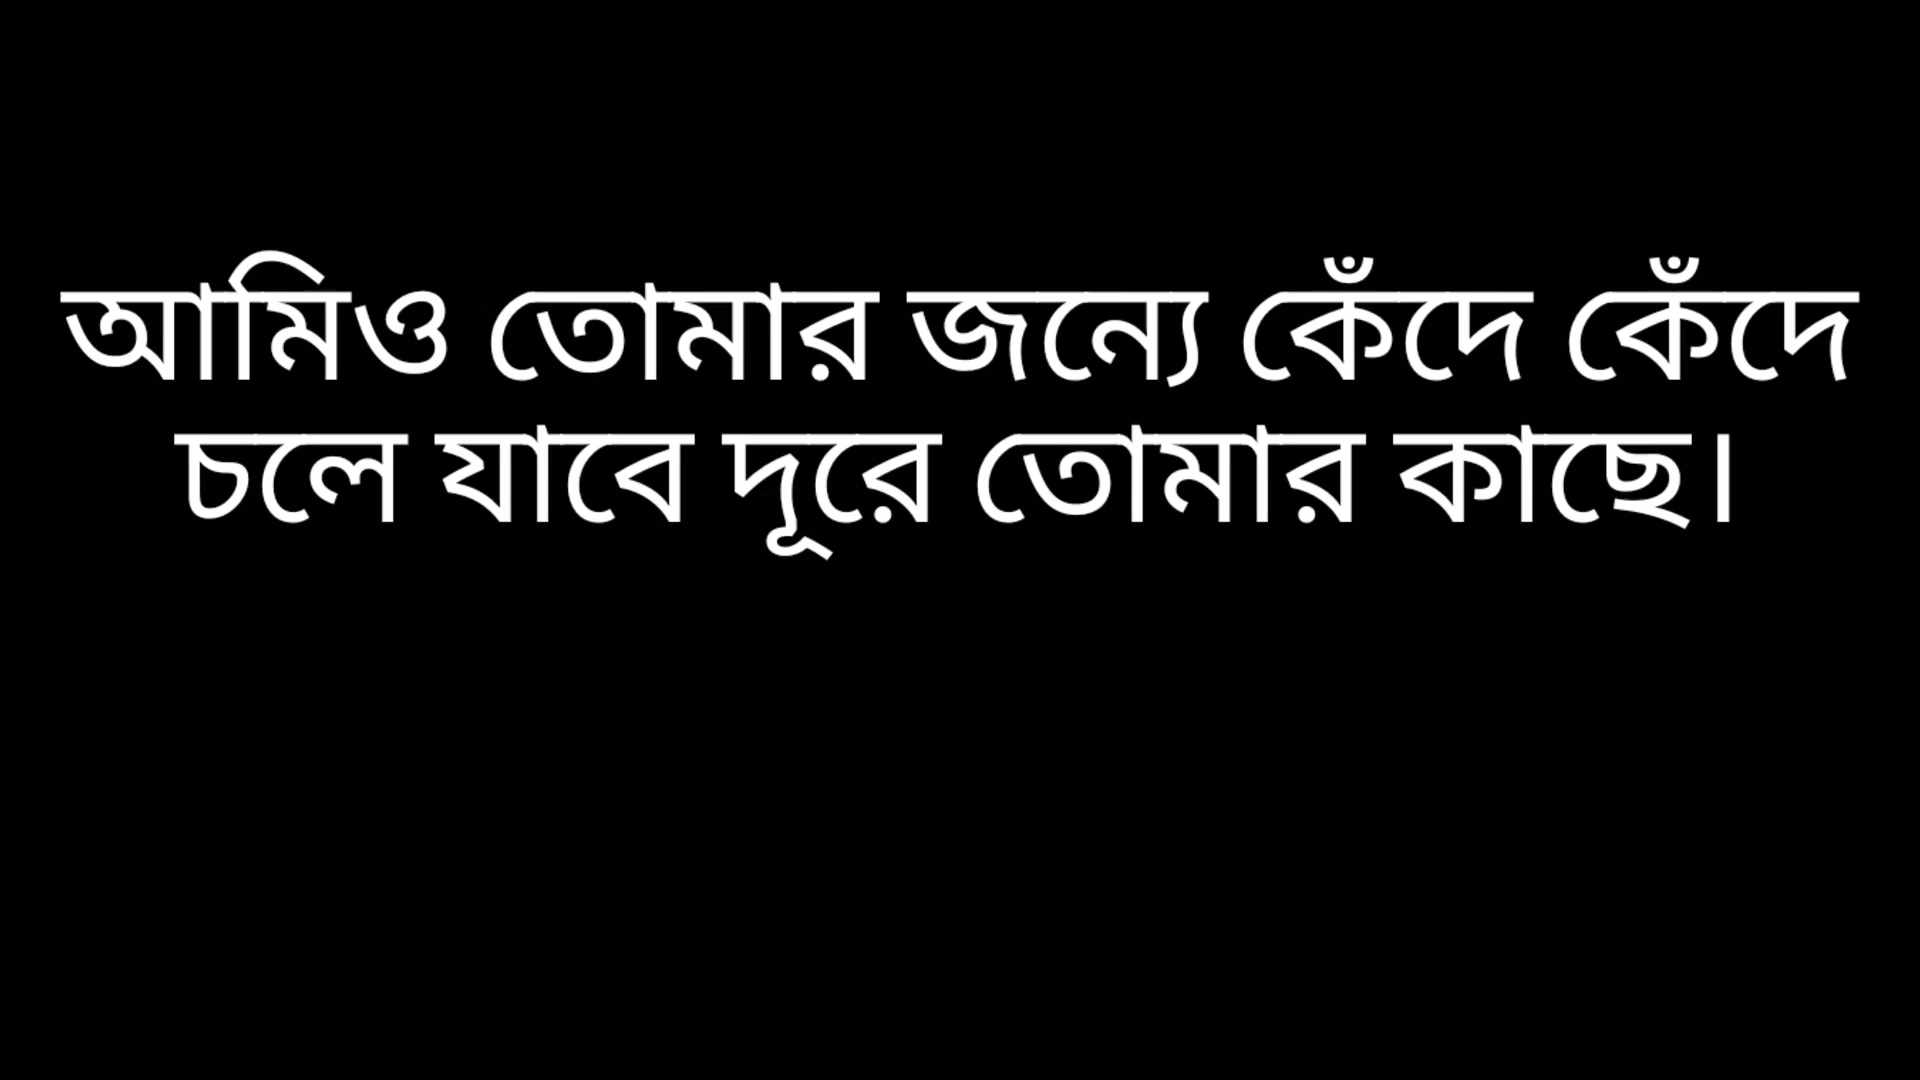 আমিও তোমার জন্যে কেঁদে কেঁদে
চলে যাবে দূরে তোমার কাছে।